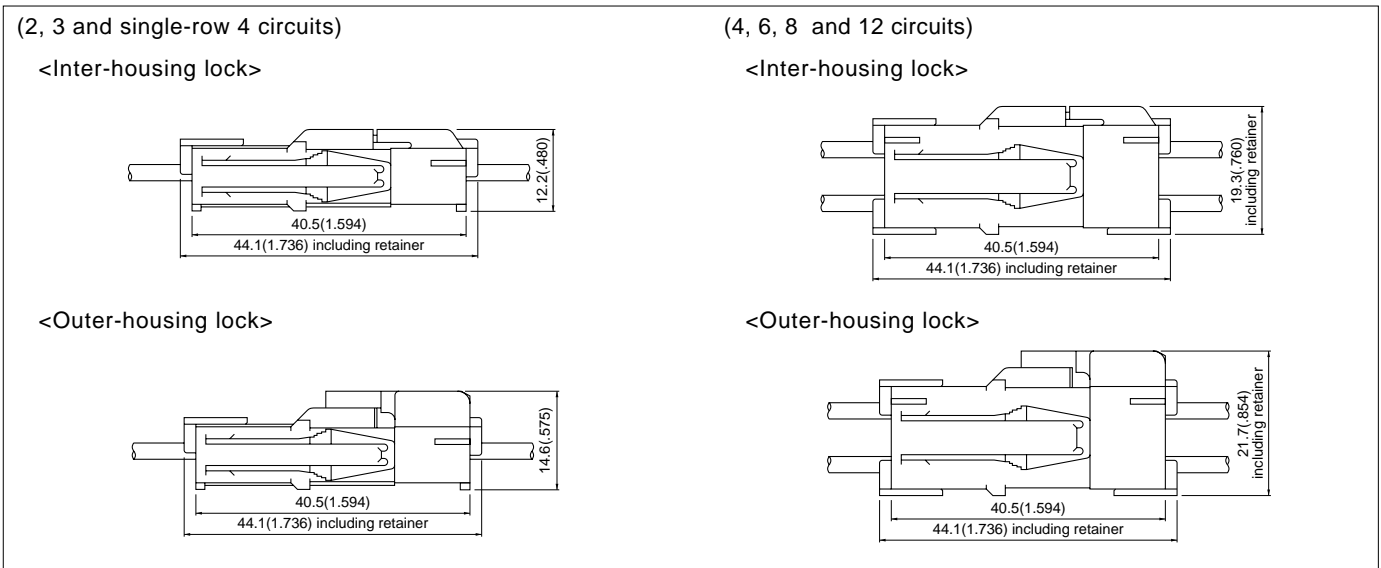 (2, 3 and single-row 4 circuits)
<Inter-housing lock>
12.2(.480)
40.5(1.594)
44.1(1.736) including retainer
<Outer-housing lock>
14.6(.575)
40.5(1.594)
44.1(1.736) including retainer
(4, 6, 8 and 12 circuits)
<Inter-housing lock>
19.3(.760)
including retainer
40.5(1.594)
44.1(1.736) including retainer
<Outer-housing lock>
21.7(.854)
including retainer
40.5(1.594)
44.1(1.736) including retainer